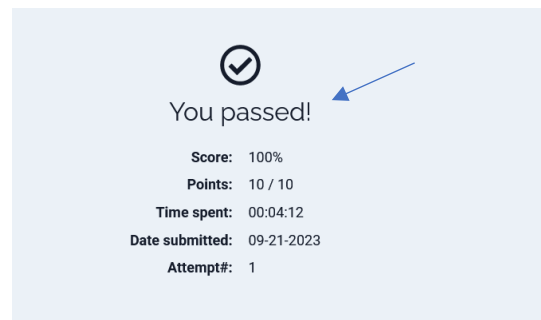 You passed!
Score: 100%
Points: 10 / 10
Time spent: 00:04:12
Date submitted: 09-21-2023
Attempt#: 1